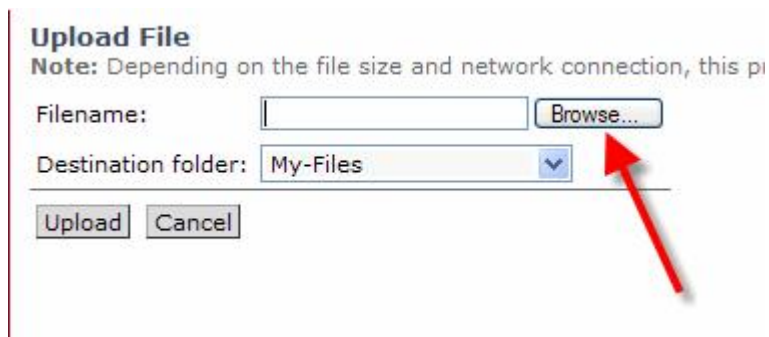 Upload File
Note: Depending on the file size and network connection, this
Filename: Browse...
Destination folder: My-Files
Upload Cancel